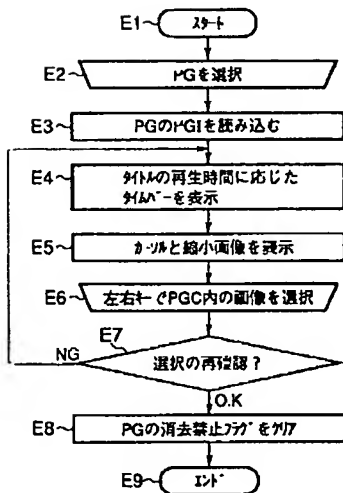 E1 スタート
E2 PGを選択
E3 PGのPGIを読み込む
E4 タイトルの再生時間に応じた
タイムバーを表示
E5 カーソルと縮小画像を表示
E6 左右キーでPGC内の画像を選択
E7
NG 選択の再確認?
O.K
E8 PGの消去禁止フラグをクリア
E9 エンド